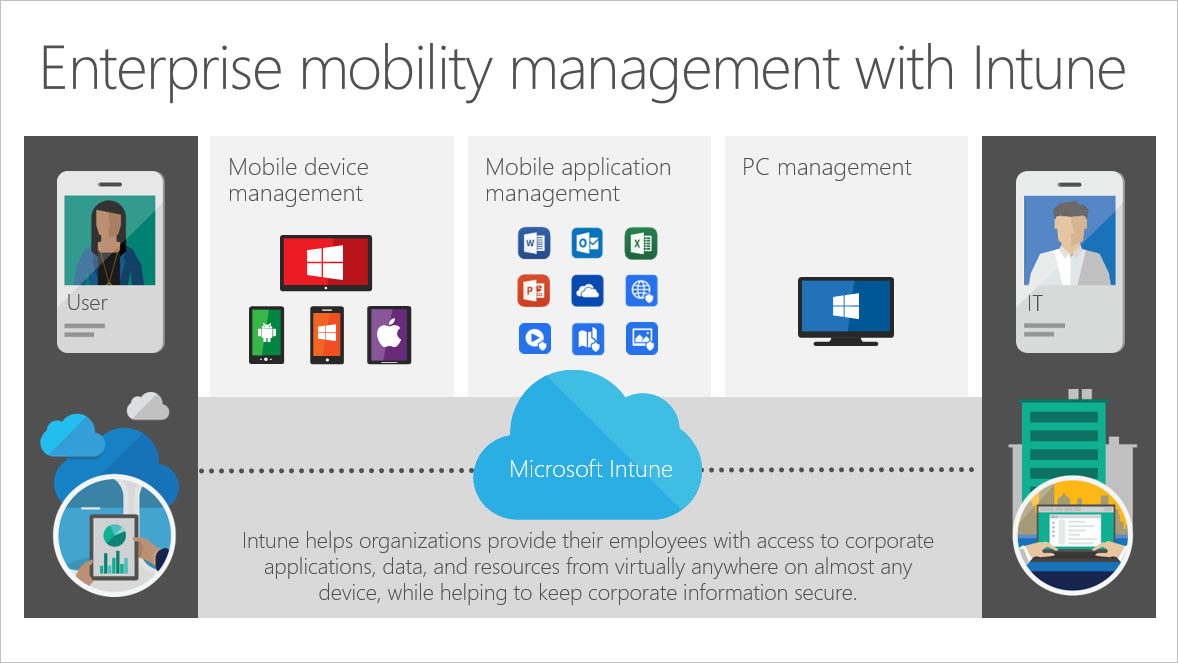 Enterprise mobility management with Intune
User
Mobile device
management
Mobile application
management
W
O
X
P
PC management
IT
Microsoft Intune
Intune helps organizations provide their employees with access to corporate
applications, data, and resources from virtually anywhere on almost any
device, while helping to keep corporate information secure.